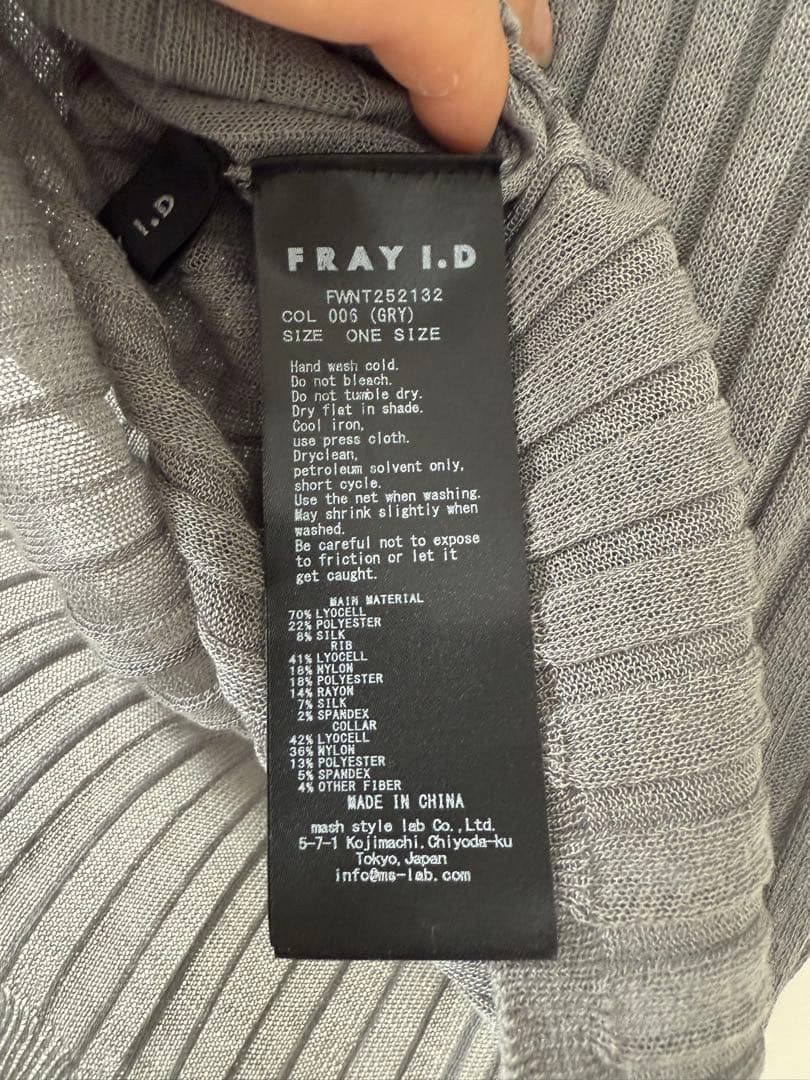 I.D
FRAY I.D
FWNT252132
COL 006 (GRY)
SIZE ONE SIZE
Hand wash cold.
Do not bleach.
Do not tumble dry.
Dry flat in shade.
Cool iron,
use press cloth.
Dryclean,
petroleum solvent only,
short cycle.
Use the net when washing.
May shrink slightly when
washed.
Be careful not to expose
to friction or let it
get caught.
MAIN MATERIAL
70% LYOCELL
22% POLYESTER
8% SILK
RIB
41% LYOCELL
18% NYLON
18% POLYESTER
14% RAYON
7% SILK
2% SPANDEX
COLLAR
42% LYOCELL
36% NYLON
13% POLYESTER
5% SPANDEX
4% OTHER FIBER
MADE IN CHINA
mash style lab Co.,Ltd.
5-7-1 Kojimachi,Chiyoda-ku
Tokyo,Japan
info@ms-lab.com